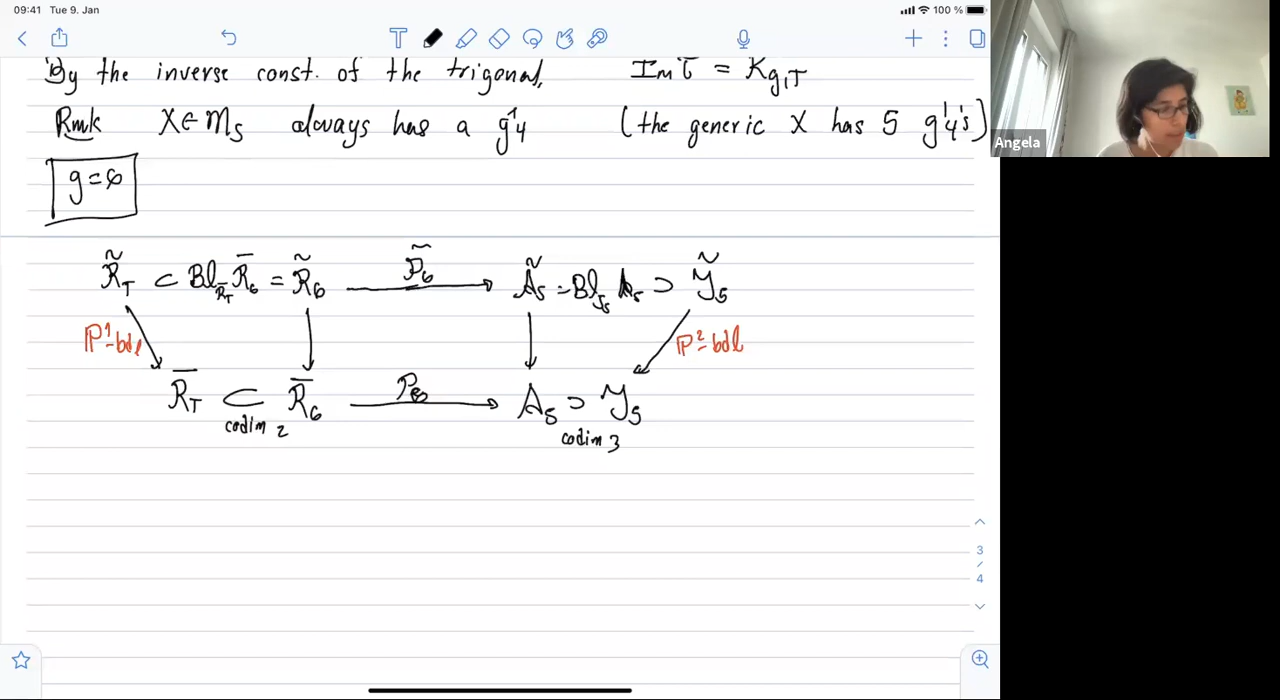 09:41 Tue 9. Jan 100 %
By the inverse const. of the trigonal, Im τ = K_{g,T}
Rmk X ∈ M_5 always has a g^1_4 (the generic X has 5 g^1_4's)
Angela
g = 6
R̃_T ⊂ Bl_{R̄_T} R̄_6 = R̃_6 P̃_6 Ã_5 = Bl_{J_5} A_5 ⊃ J̃_5
P^1-bdl P^2-bdl
R̄_T ⊂ R̄_6 P_6 A_5 ⊃ J_5
codim 2 codim 3
3
/
4